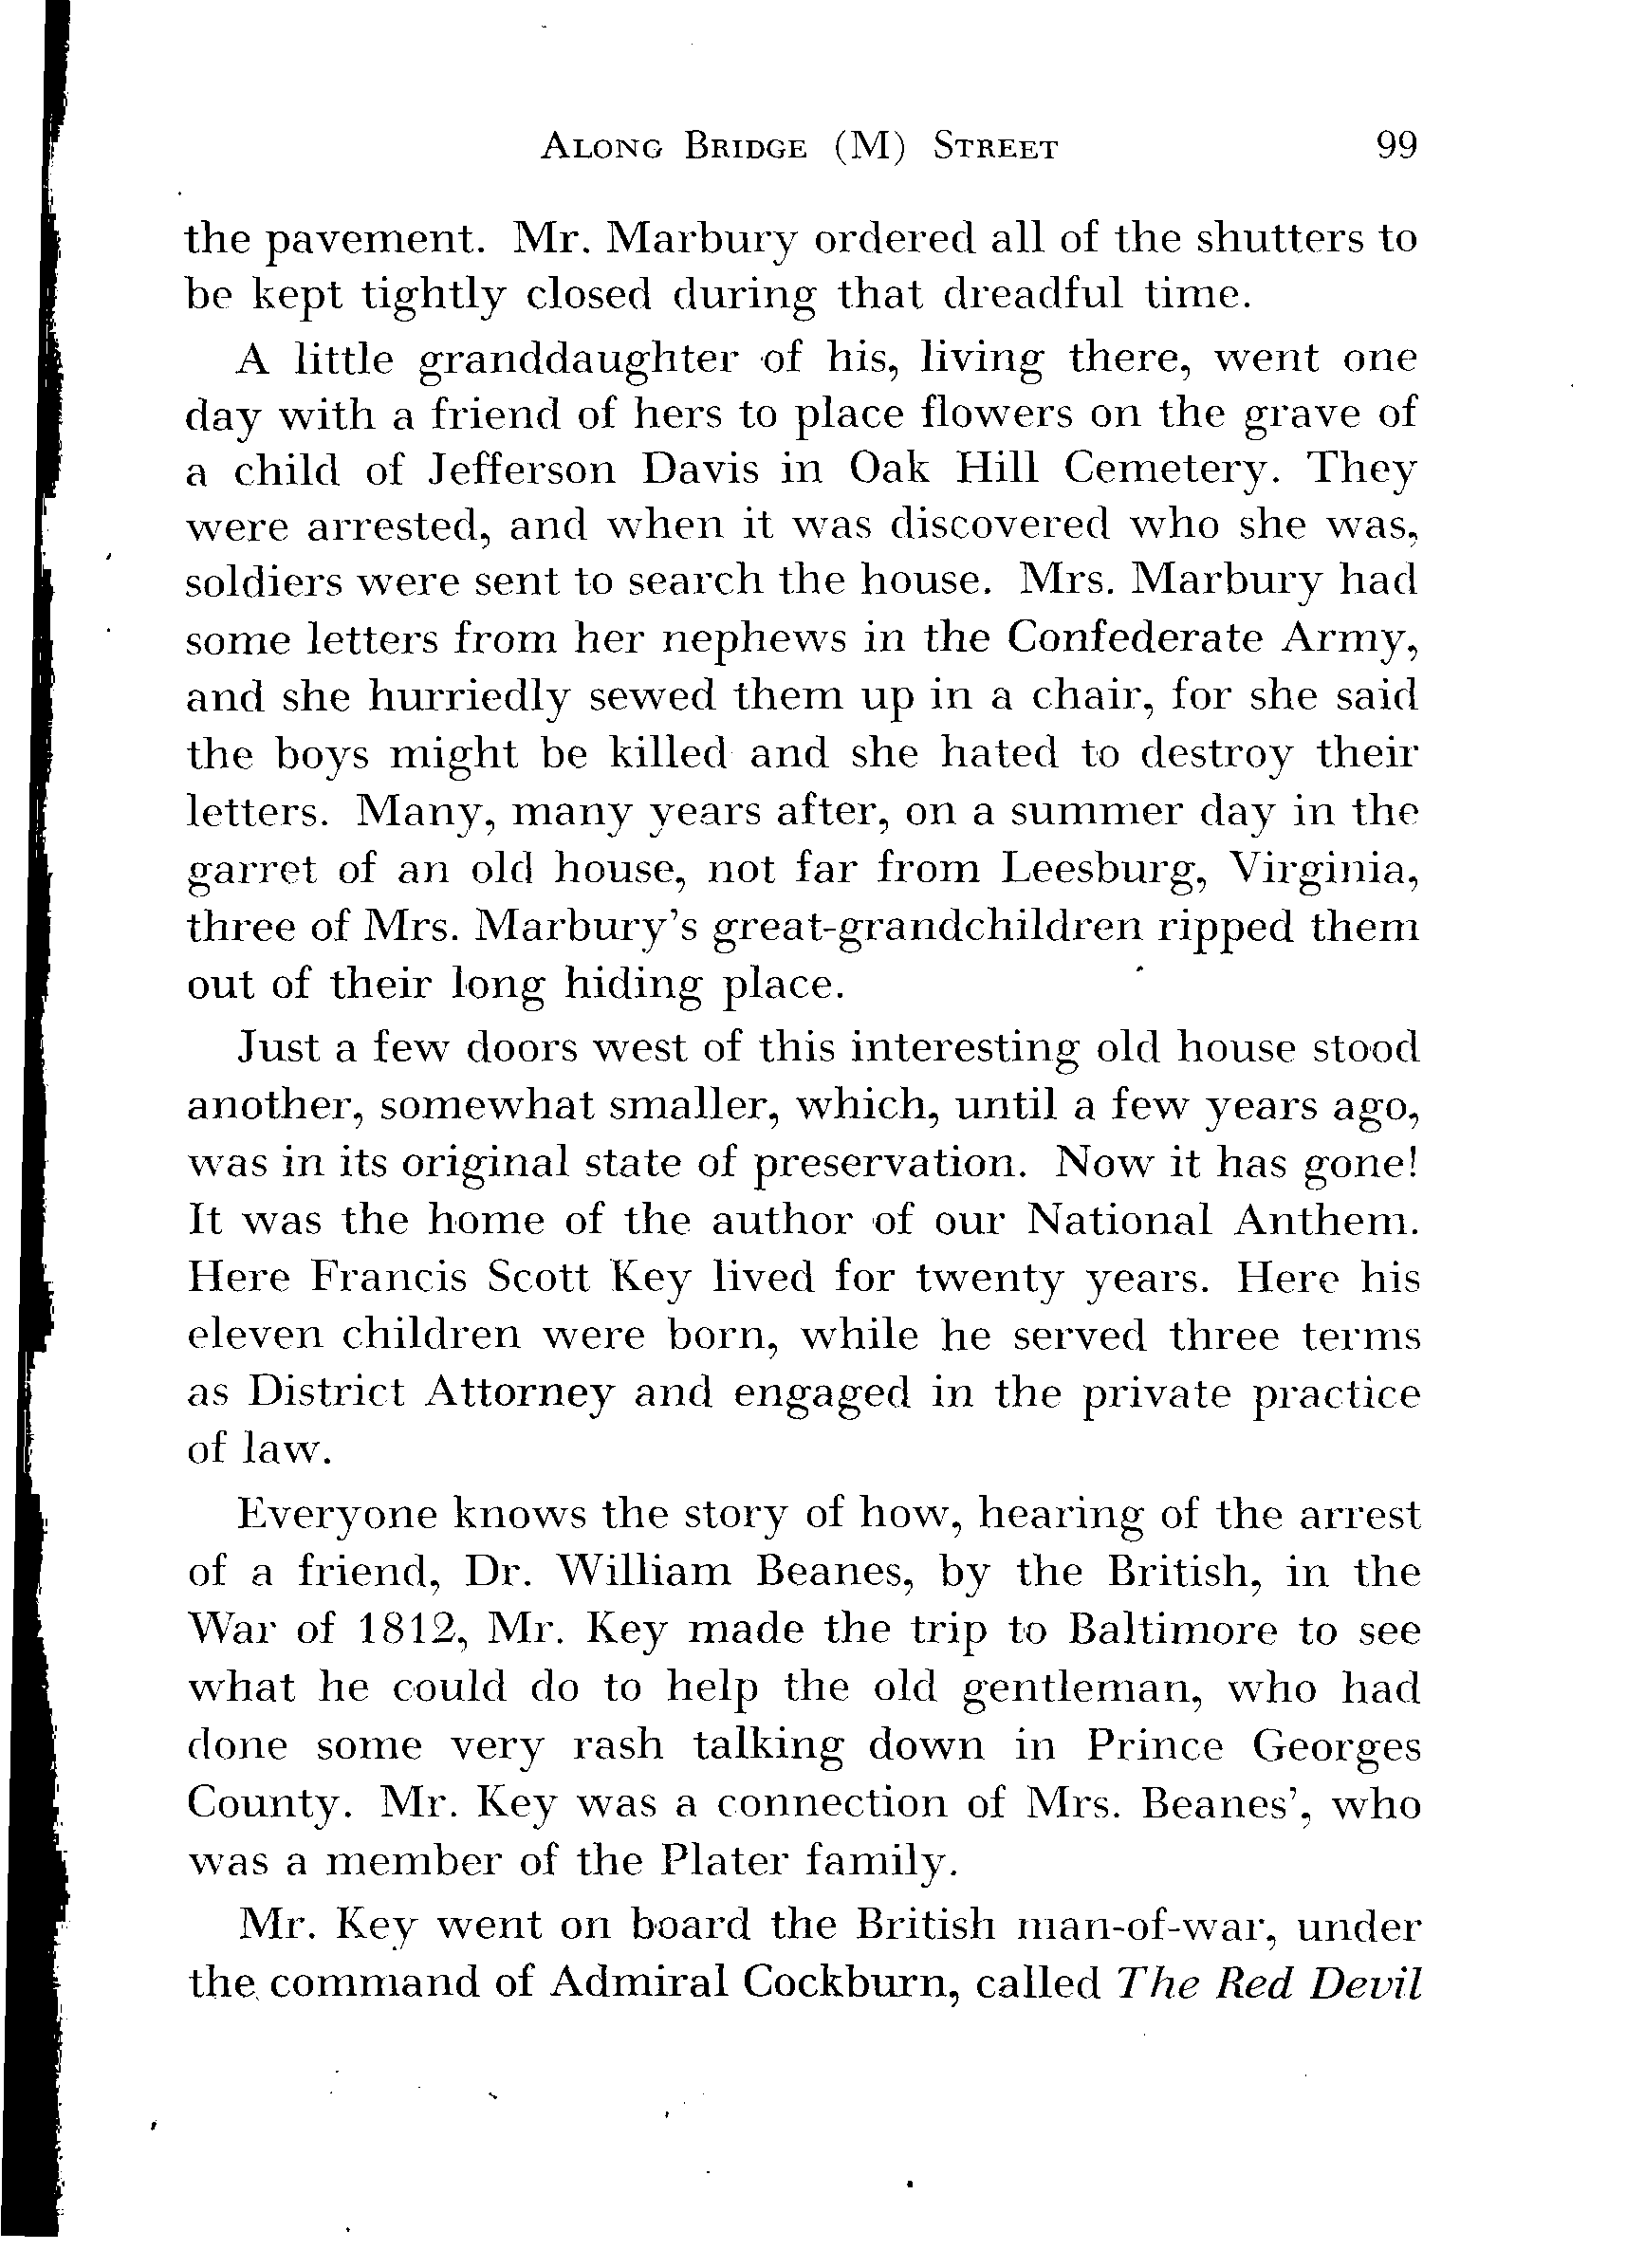 ALONG BRIDGE (M) STREET 99
the pavement. Mr. Marbury ordered all of the shutters to
be kept tightly closed during that dreadful time.
A little granddaughter of his, living there, went one
day with a friend of hers to place flowers on the grave of
a child of Jefferson Davis in Oak Hill Cemetery. They
were arrested, and when it was discovered who she was,
soldiers were sent to search the house. Mrs. Marbury had
some letters from her nephews in the Confederate Army,
and she hurriedly sewed them up in a chair, for she said
the boys might be killed and she hated to destroy their
letters. Many, many years after, on a summer day in the
garret of an old house, not far from Leesburg, Virginia,
three of Mrs. Marbury's great-grandchildren ripped them
out of their long hiding place.
Just a few doors west of this interesting old house stood
another, somewhat smaller, which, until a few years ago,
was in its original state of preservation. Now it has gone!
It was the home of the author of our National Anthem.
Here Francis Scott Key lived for twenty years. Here his
eleven children were born, while he served three terms
as District Attorney and engaged in the private practice
of law.
Everyone knows the story of how, hearing of the arrest
of a friend, Dr. William Beanes, by the British, in the
War of 1812, Mr. Key made the trip to Baltimore to see
what he could do to help the old gentleman, who had
done some very rash talking down in Prince Georges
County. Mr. Key was a connection of Mrs. Beanes', who
was a member of the Plater family.
Mr. Key went on board the British man-of-war, under
the command of Admiral Cockburn, called The Red Devil